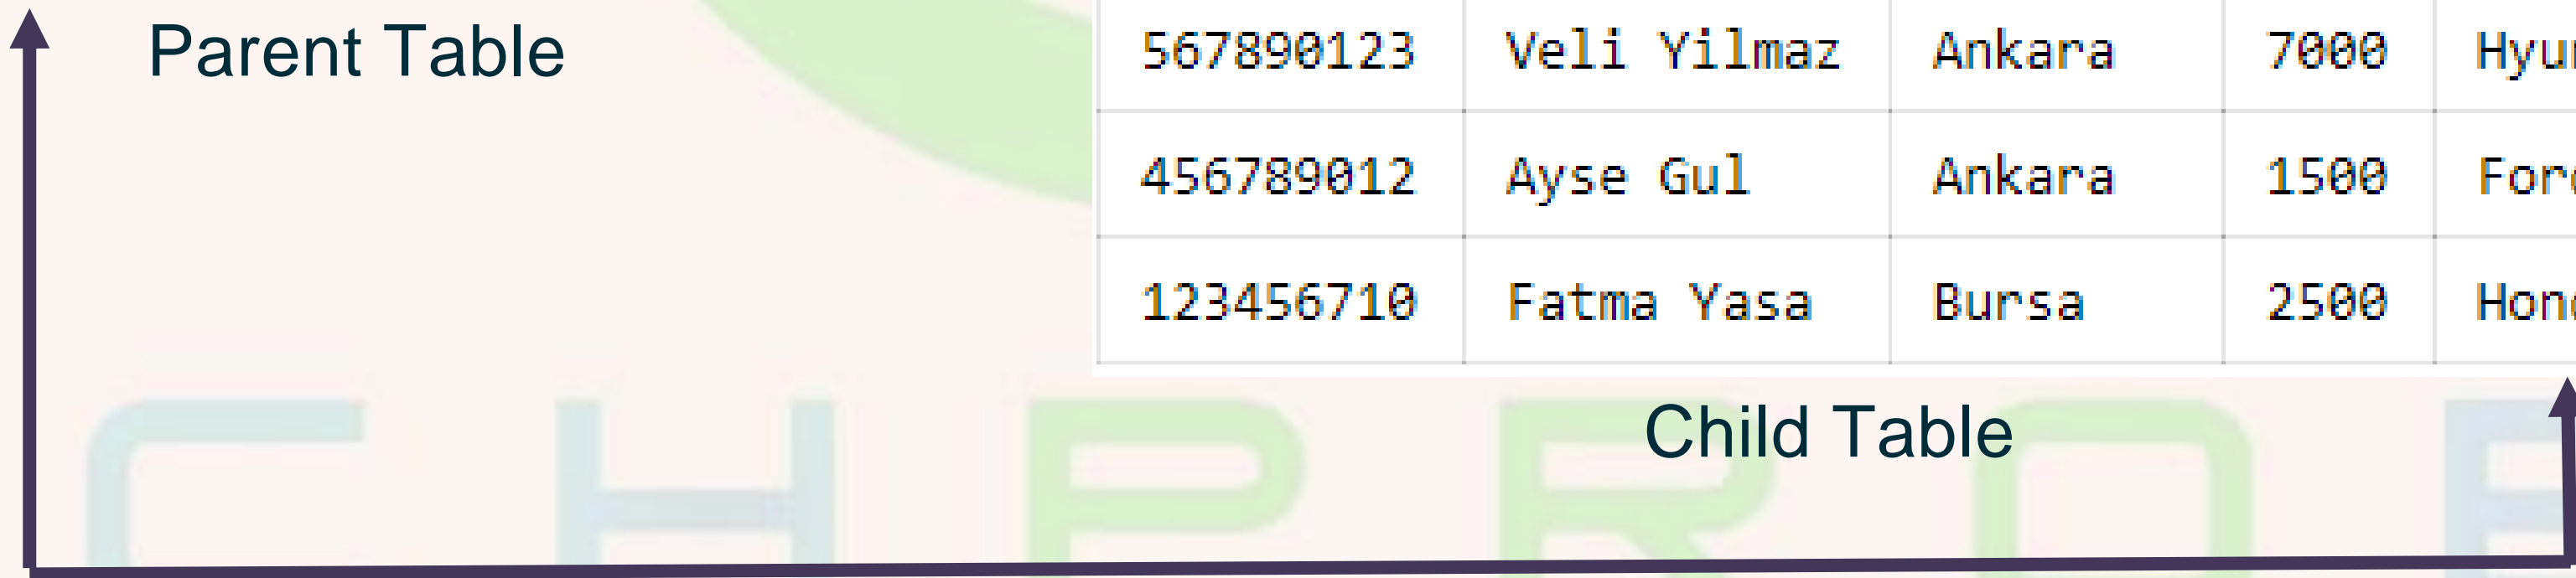 Parent Table
567890123 Veli Yilmaz Ankara 7000
456789012 Ayse Gul Ankara 1500
123456710 Fatma Yasa Bursa 2500
Child Table